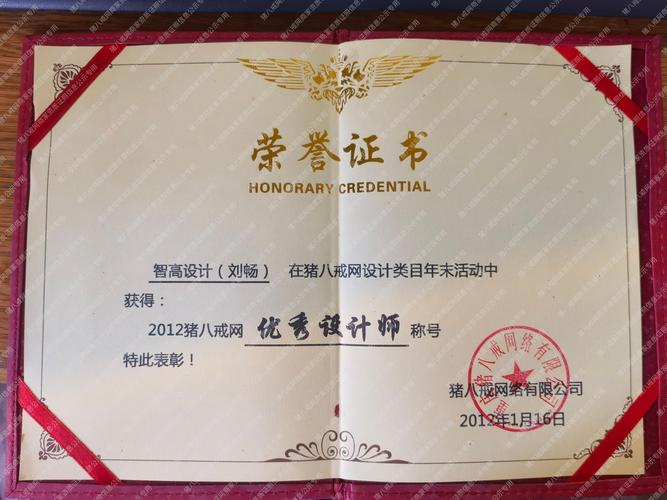 荣誉证书
HONORARY CREDENTIAL
智高设计(刘畅) 在猪八戒网设计类目年末活动中
获得:
2012猪八戒网 优秀设计师 称号
特此表彰!
猪八戒网络有限公司
2012年1月16日